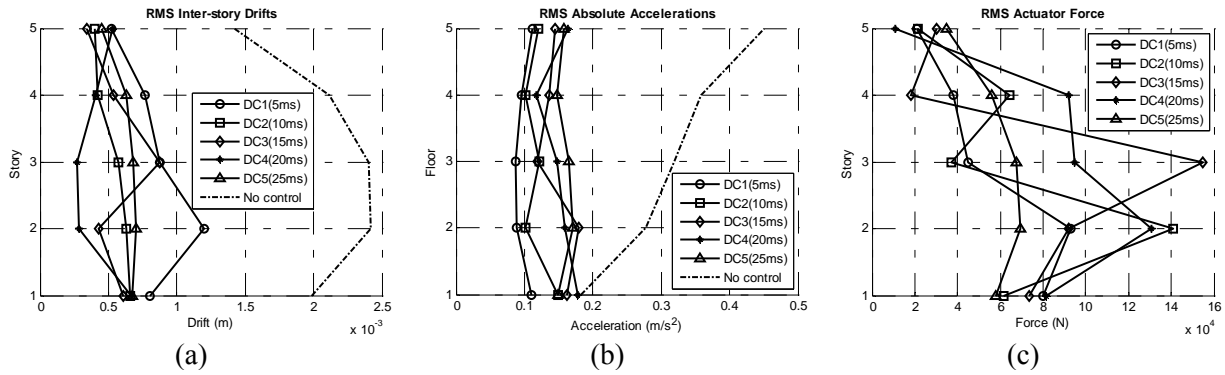 RMS Inter-story Drifts
5
4
3
2
1
Story
0
0.5
1
1.5
2
2.5
Drift (m)
x 10⁻³
DC1(5ms)
DC2(10ms)
DC3(15ms)
DC4(20ms)
DC5(25ms)
No control
(a)
RMS Absolute Accelerations
5
4
3
2
1
Floor
0
0.1
0.2
0.3
0.4
0.5
Acceleration (m/s²)
DC1(5ms)
DC2(10ms)
DC3(15ms)
DC4(20ms)
DC5(25ms)
No control
(b)
RMS Actuator Force
5
4
3
2
1
Story
0
2
4
6
8
10
12
14
16
Force (N)
x 10⁴
DC1(5ms)
DC2(10ms)
DC3(15ms)
DC4(20ms)
DC5(25ms)
(c)